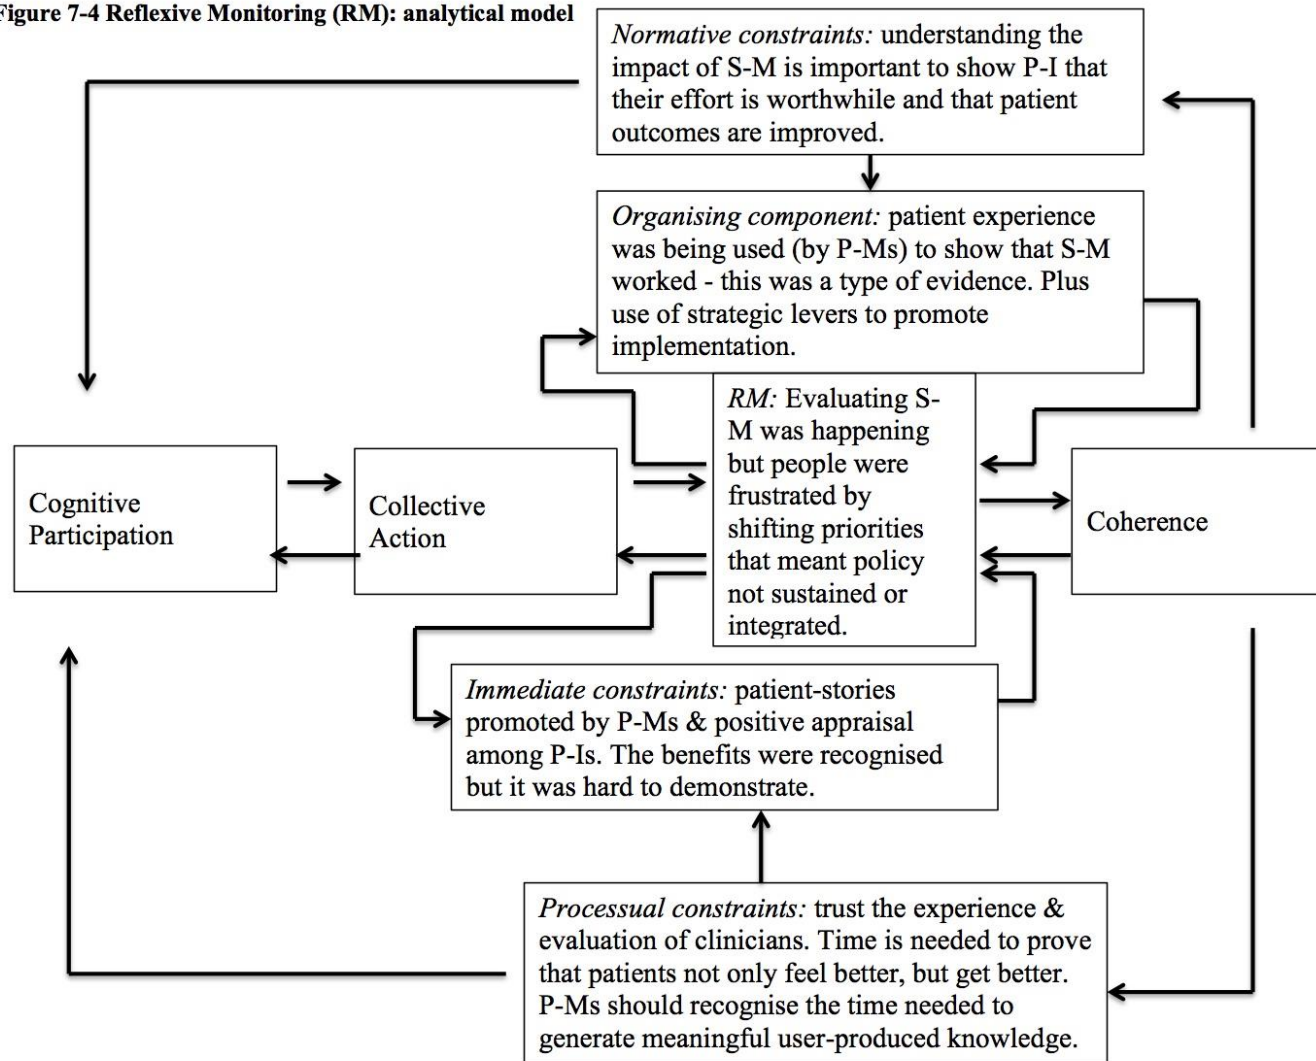 Figure 7-4 Reflexive Monitoring (RM): analytical model
Normative constraints: understanding the
impact of S-M is important to show P-I that
their effort is worthwhile and that patient
outcomes are improved.
Organising component: patient experience
was being used (by P-Ms) to show that S-M
worked - this was a type of evidence. Plus
use of strategic levers to promote
implementation.
Cognitive
Participation
Collective
Action
RM: Evaluating S-
M was happening
but people were
frustrated by
shifting priorities
that meant policy
not sustained or
integrated.
Coherence
Immediate constraints: patient-stories
promoted by P-Ms & positive appraisal
among P-Is. The benefits were recognised
but it was hard to demonstrate.
Processual constraints: trust the experience &
evaluation of clinicians. Time is needed to prove
that patients not only feel better, but get better.
P-Ms should recognise the time needed to
generate meaningful user-produced knowledge.